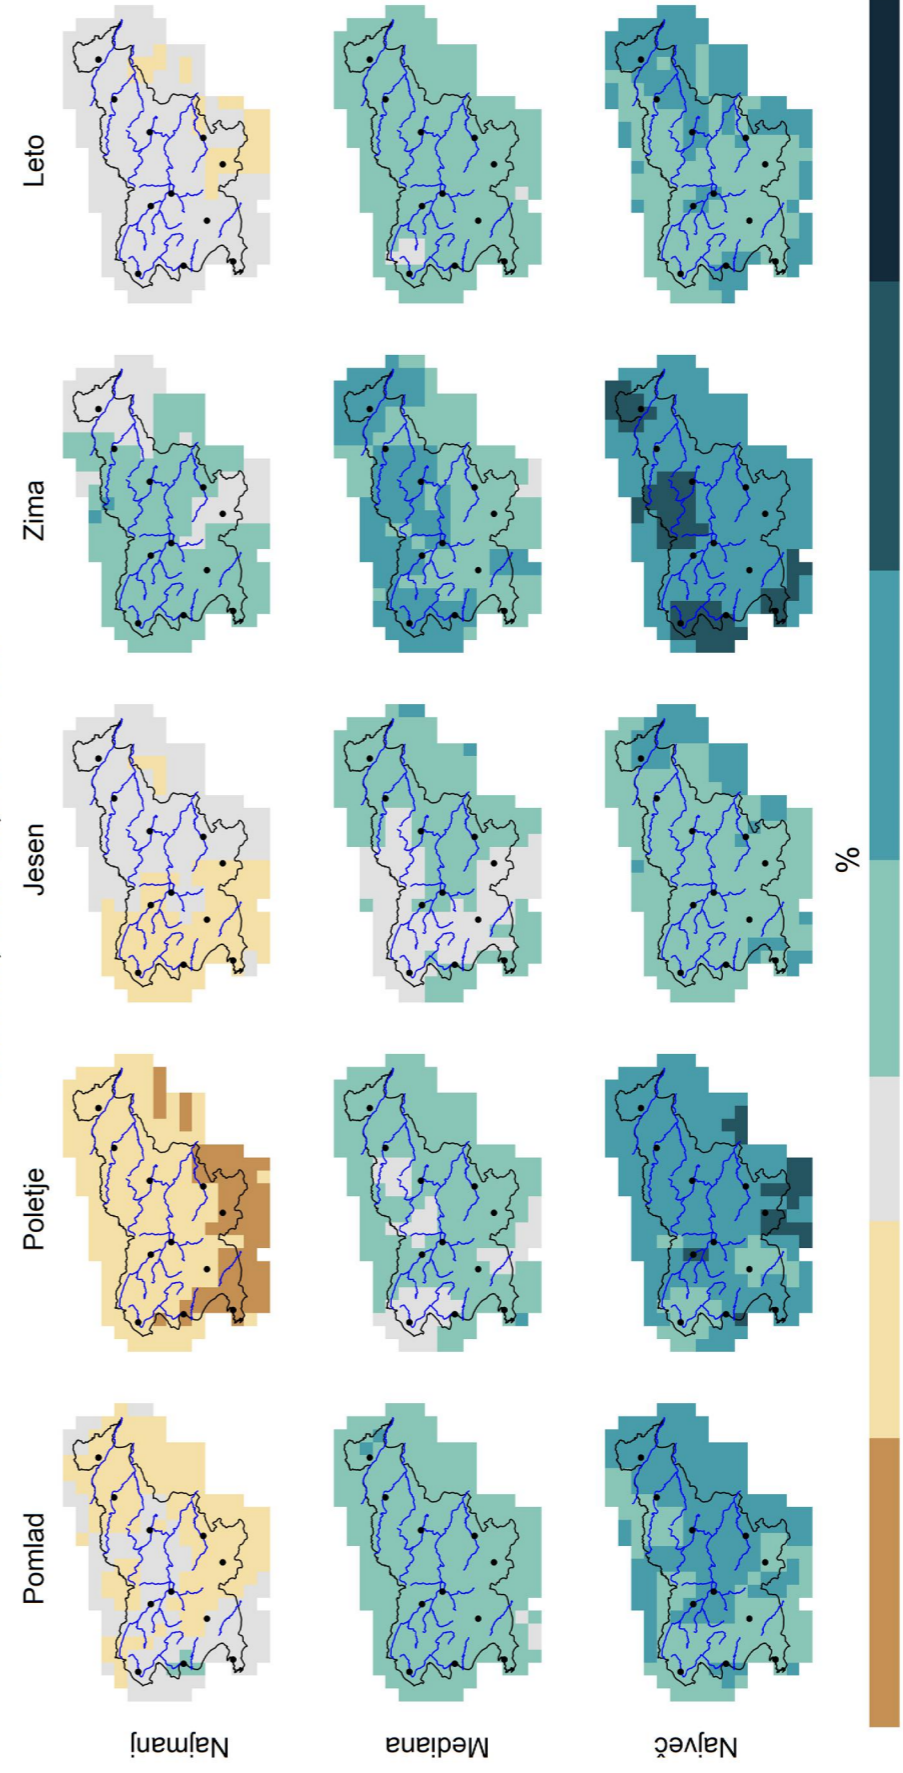 Pomlad
Poletje
Jesen
Zima
Leto
Najmanj
Mediana
Največ
%